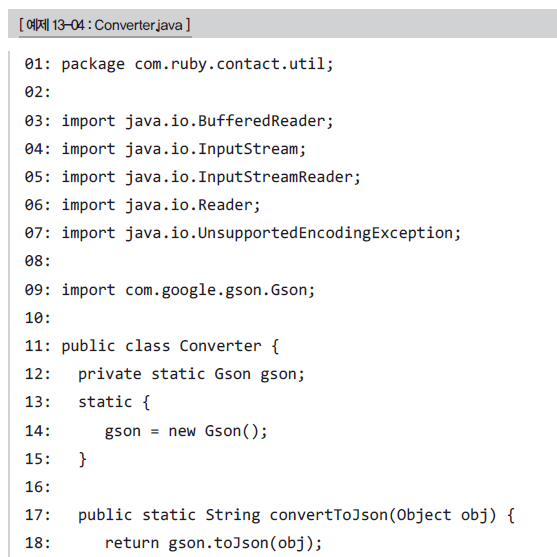 [ 예제 13-04 : Converter.java ]
01: package com.ruby.contact.util;
02:
03: import java.io.BufferedReader;
04: import java.io.InputStream;
05: import java.io.InputStreamReader;
06: import java.io.Reader;
07: import java.io.UnsupportedEncodingException;
08:
09: import com.google.gson.Gson;
10:
11: public class Converter {
12:   private static Gson gson;
13:   static {
14:      gson = new Gson();
15:   }
16:
17:   public static String convertToJson(Object obj) {
18:      return gson.toJson(obj);